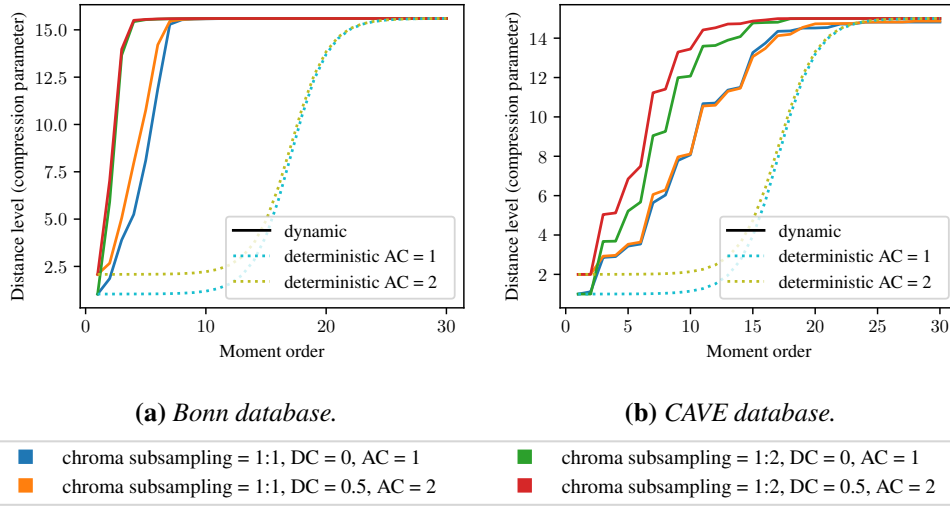 Distance level (compression parameter)
15.0
12.5
10.0
7.5
5.0
2.5
0
10
20
30
Moment order
dynamic
deterministic AC = 1
deterministic AC = 2
(a) Bonn database.
Distance level (compression parameter)
14
12
10
8
6
4
2
0
5
10
15
20
25
30
Moment order
dynamic
deterministic AC = 1
deterministic AC = 2
(b) CAVE database.
chroma subsampling = 1:1, DC = 0, AC = 1
chroma subsampling = 1:1, DC = 0.5, AC = 2
chroma subsampling = 1:2, DC = 0, AC = 1
chroma subsampling = 1:2, DC = 0.5, AC = 2